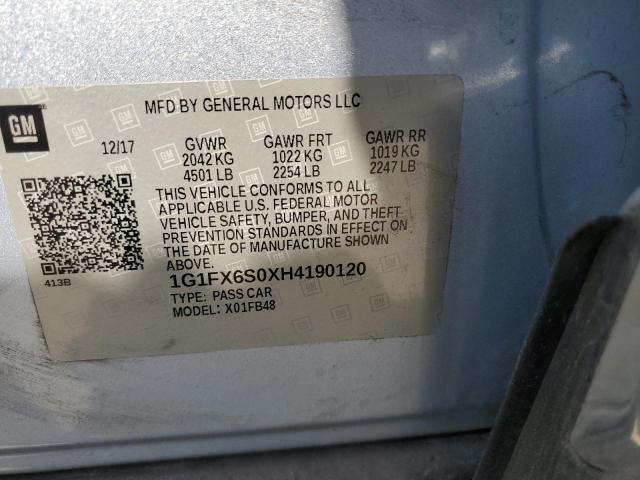 GM
MFD BY GENERAL MOTORS LLC
12/17 GVWR GAWR FRT GAWR RR
2042 KG 1022 KG 1019 KG
4501 LB 2254 LB 2247 LB
THIS VEHICLE CONFORMS TO ALL
APPLICABLE U.S. FEDERAL MOTOR
VEHICLE SAFETY, BUMPER, AND THEFT
PREVENTION STANDARDS IN EFFECT ON
THE DATE OF MANUFACTURE SHOWN
ABOVE.
413B
1G1FX6S0XH4190120
TYPE: PASS CAR
MODEL: X01FB48